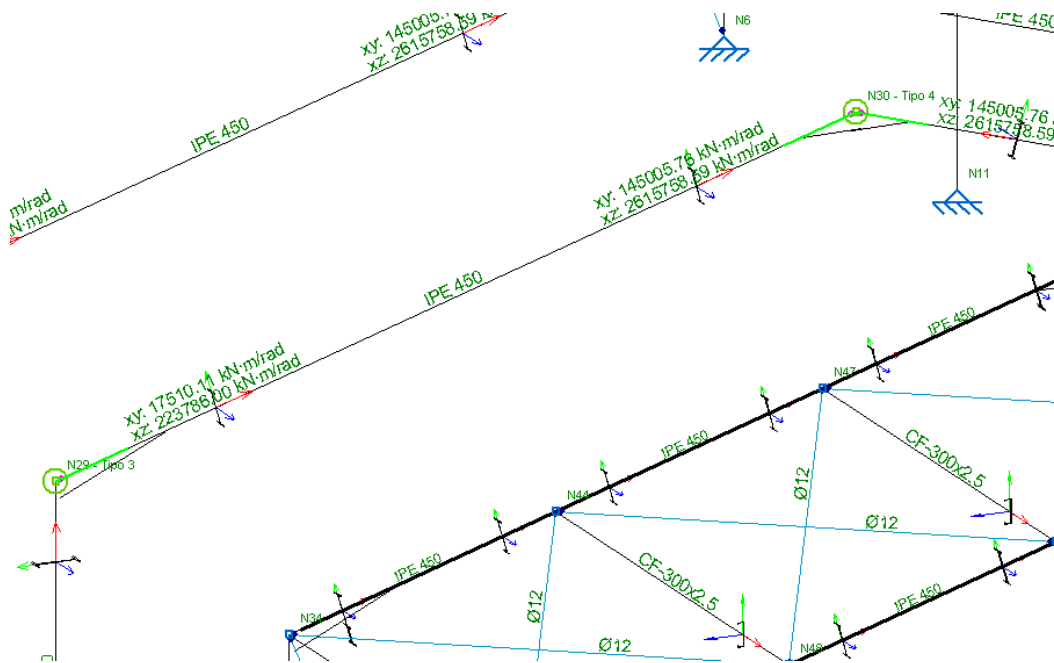 xy: 145005.7
xz: 2615758.59 kN
N6
IPE 450
IPE 450
N30 - Tipo 4
xy: 145005.76
xz: 2615758.59
xy: 145005.76 kN·m/rad
xz: 2615758.59 kN·m/rad
N11
m/rad
N·m/rad
IPE 450
IPE 450
xy: 17510.11 kN·m/rad
xz: 223786.00 kN·m/rad
N47
N29 - Tipo 3
IPE 450
CF-300x2.5
Ø12
N44
Ø12
IPE 450
CF-300x2.5
IPE 450
Ø12
N34
Ø12
N48